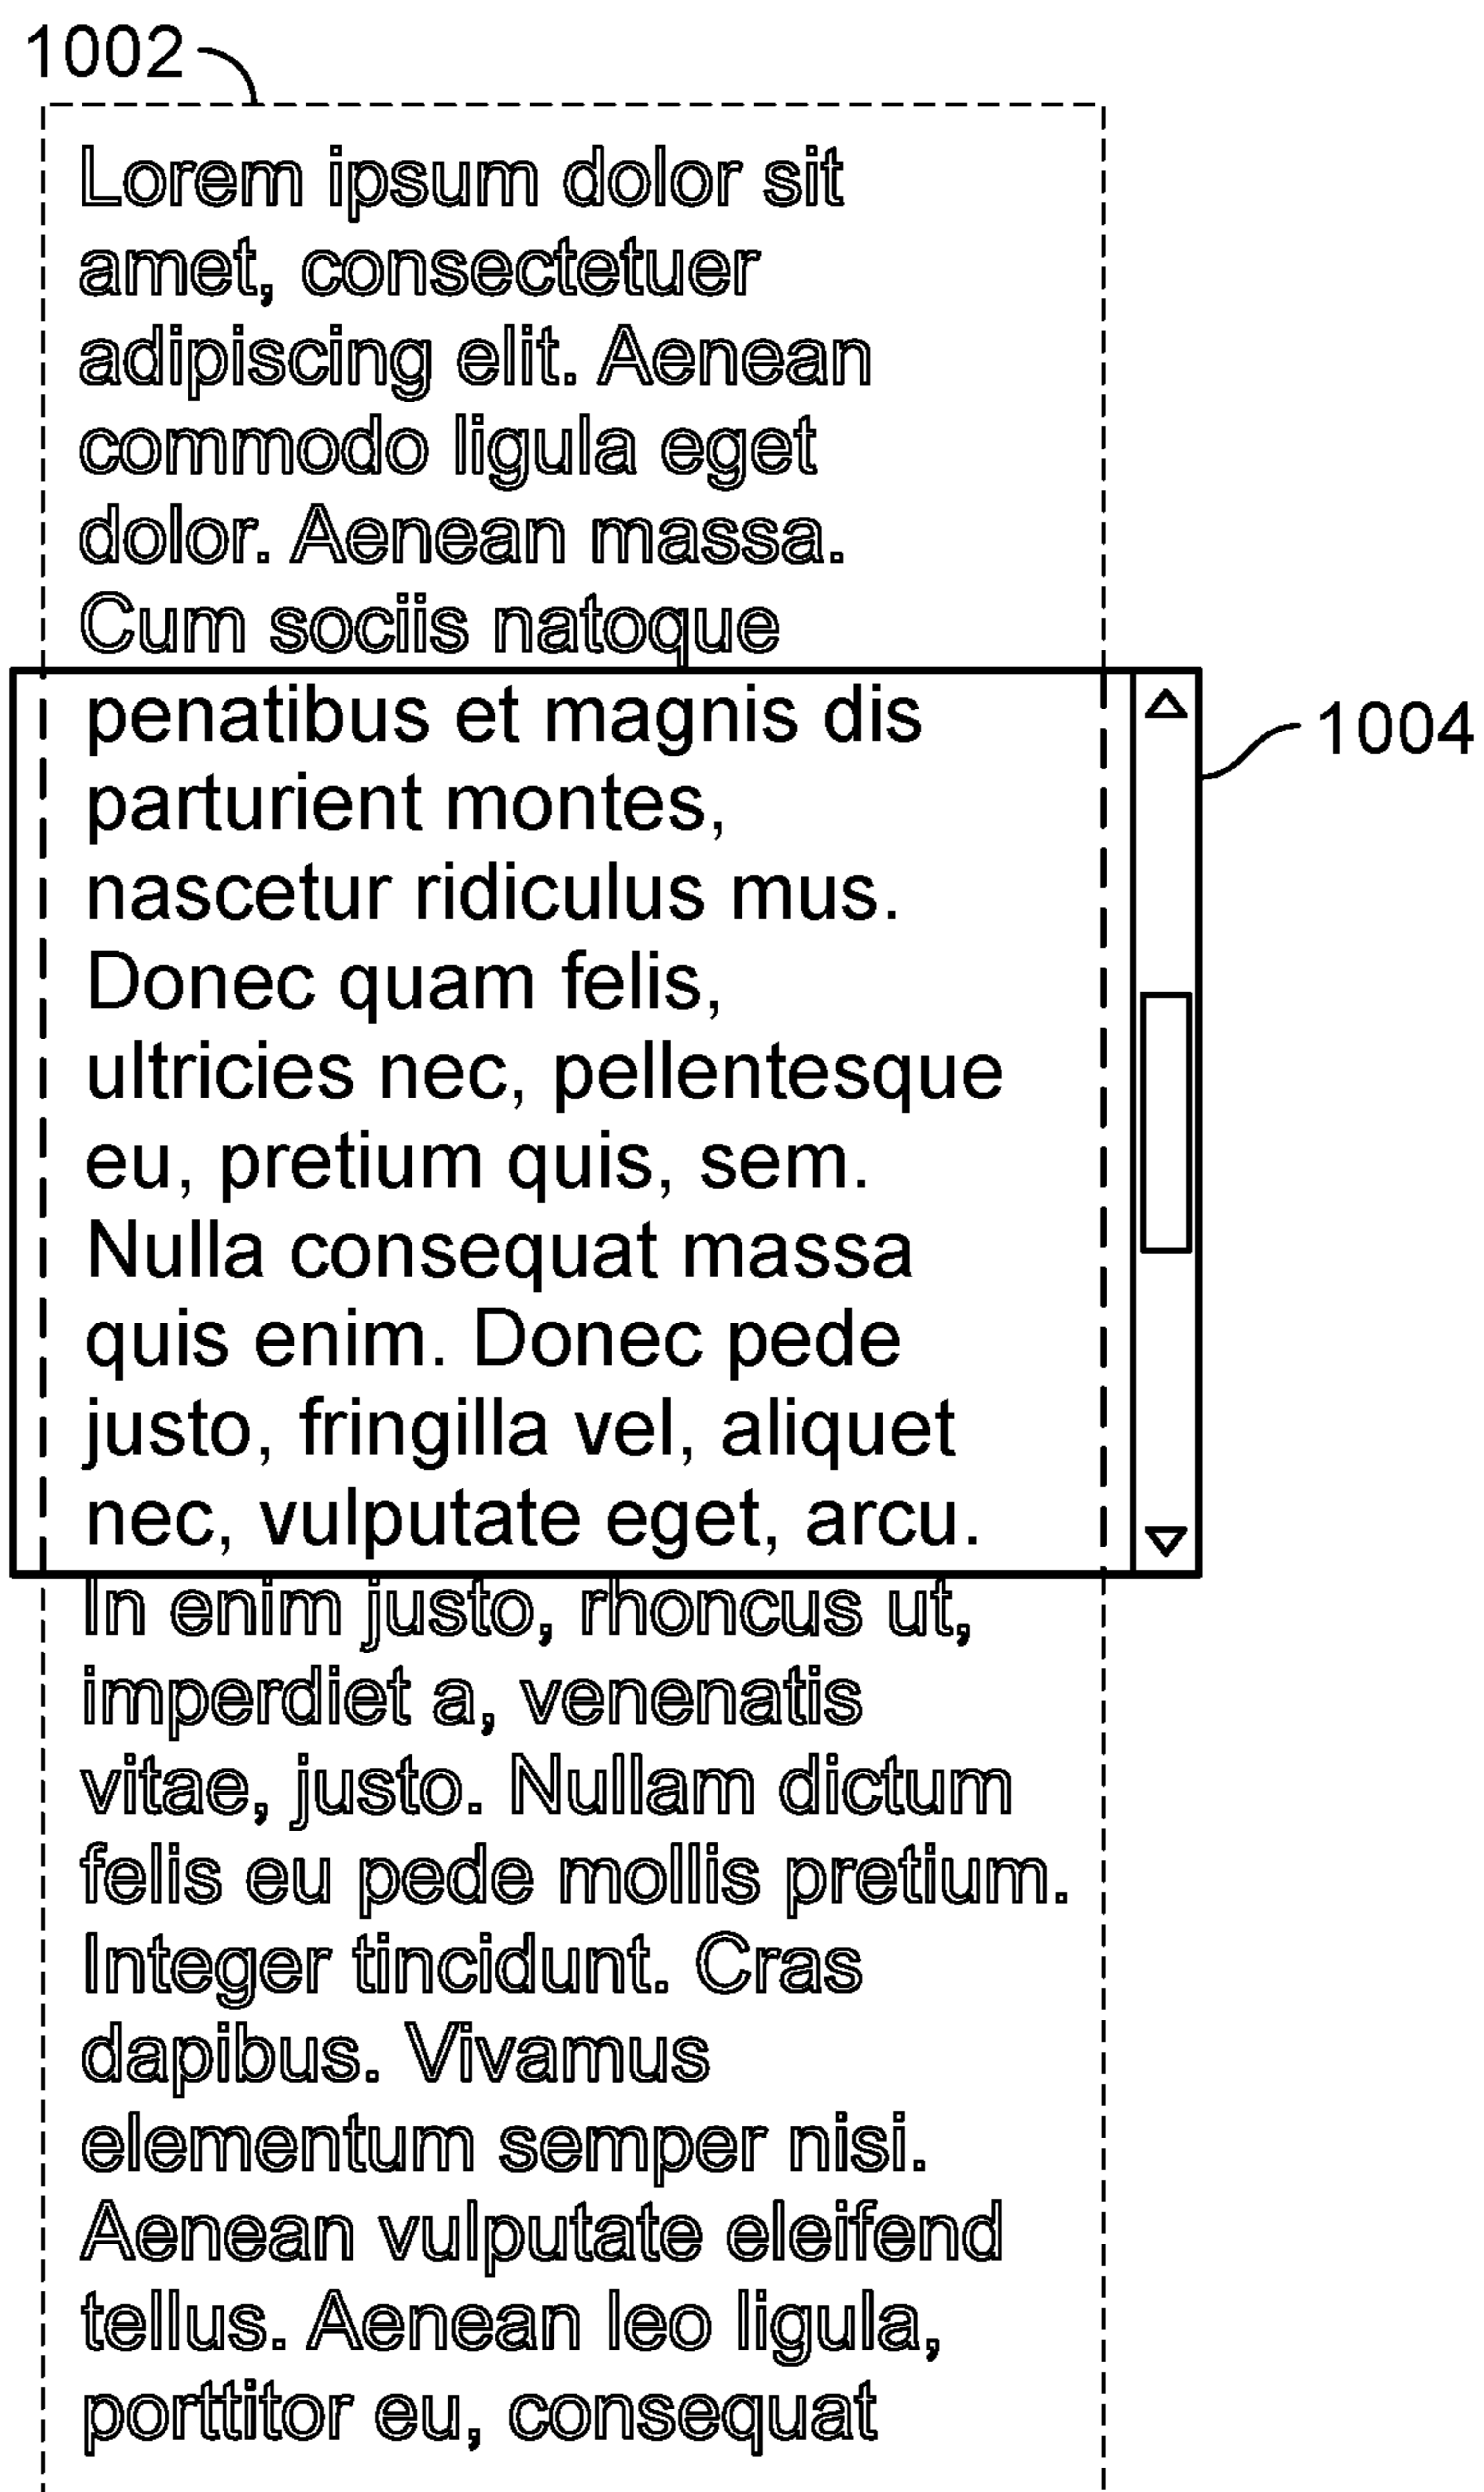 1002
Lorem ipsum dolor sit
amet, consectetuer
adipiscing elit. Aenean
commodo ligula eget
dolor. Aenean massa.
Cum sociis natoque
penatibus et magnis dis
1004
parturient montes,
nascetur ridiculus mus.
Donec quam felis,
ultricies nec, pellentesque
eu, pretium quis, sem.
Nulla consequat massa
quis enim. Donec pede
justo, fringilla vel, aliquet
nec, vulputate eget, arcu.
In enim justo, rhoncus ut,
imperdiet a, venenatis
vitae, justo. Nullam dictum
felis eu pede mollis pretium.
Integer tincidunt. Cras
dapibus. Vivamus
elementum semper nisi.
Aenean vulputate eleifend
tellus. Aenean leo ligula,
porttitor eu, consequat